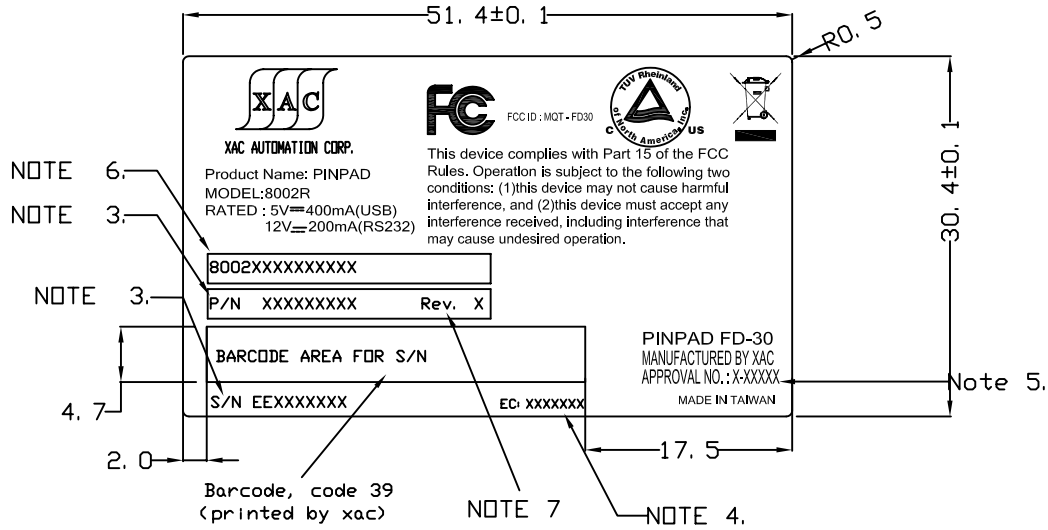 51. 4±0. 1
R0. 5
30. 4±0. 1
XAC
XAC AUTOMATION CORP.
FC
FCC ID : MQT - FD30
TUV Rheinland
of North America, Inc.
C US
NOTE 6.
NOTE 3.
NOTE 3.
Product Name: PINPAD
MODEL:8002R
RATED : 5V 400mA(USB)
12V 200mA(RS232)
This device complies with Part 15 of the FCC
Rules. Operation is subject to the following two
conditions: (1)this device may not cause harmful
interference, and (2)this device must accept any
interference received, including interference that
may cause undesired operation.
8002XXXXXXXXXX
P/N XXXXXXXXX Rev. X
BARCODE AREA FOR S/N
S/N EEXXXXXXX
EC: XXXXXXX
PINPAD FD-30
MANUFACTURED BY XAC
APPROVAL NO. : X-XXXXX
MADE IN TAIWAN
Note 5.
4. 7
2. 0
17. 5
Barcode, code 39
(printed by xac)
NOTE 7
NOTE 4.